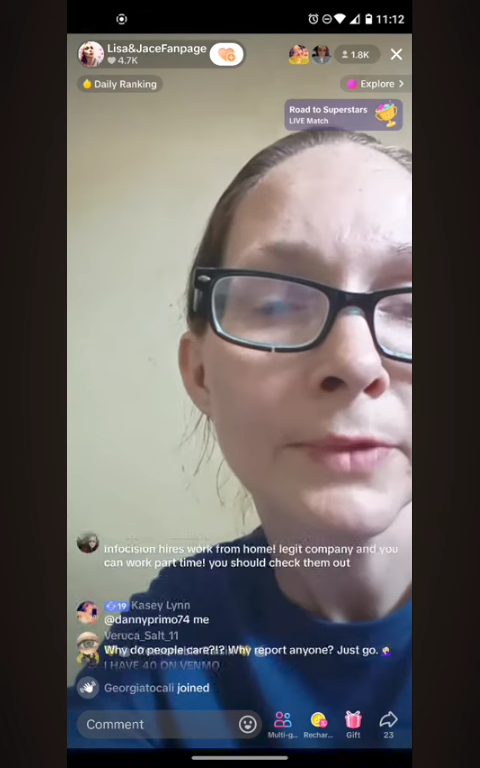 11:12
Lisa&JaceFanpage
4.7K
1.8K
Daily Ranking
Explore >
Road to Superstars
LIVE Match
infocision hires work from home! legit company and you
can work part time! you should check them out
19 Kasey Lynn
@dannyprimo74 me
Veruca_Salt_11
Why do people care?!? Why report anyone? Just go.
I HAVE 40 ON VENMO
Georgiatocali joined
Comment
Multi-g...
Rechar...
Gift
23